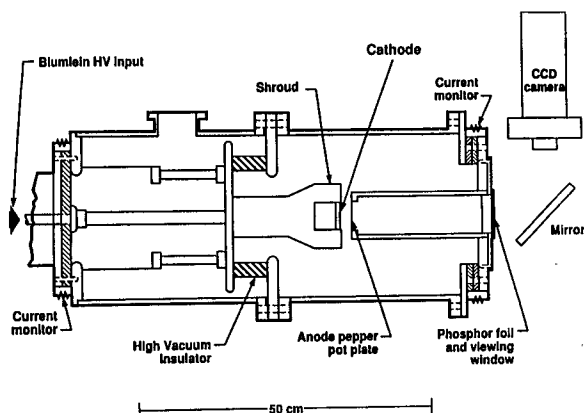 Blumlein HV input
Shroud
Cathode
Current
monitor
CCD
camera
Mirror
Current
monitor
High Vacuum
Insulator
Anode pepper
pot plate
Phosphor foil
and viewing
window
50 cm